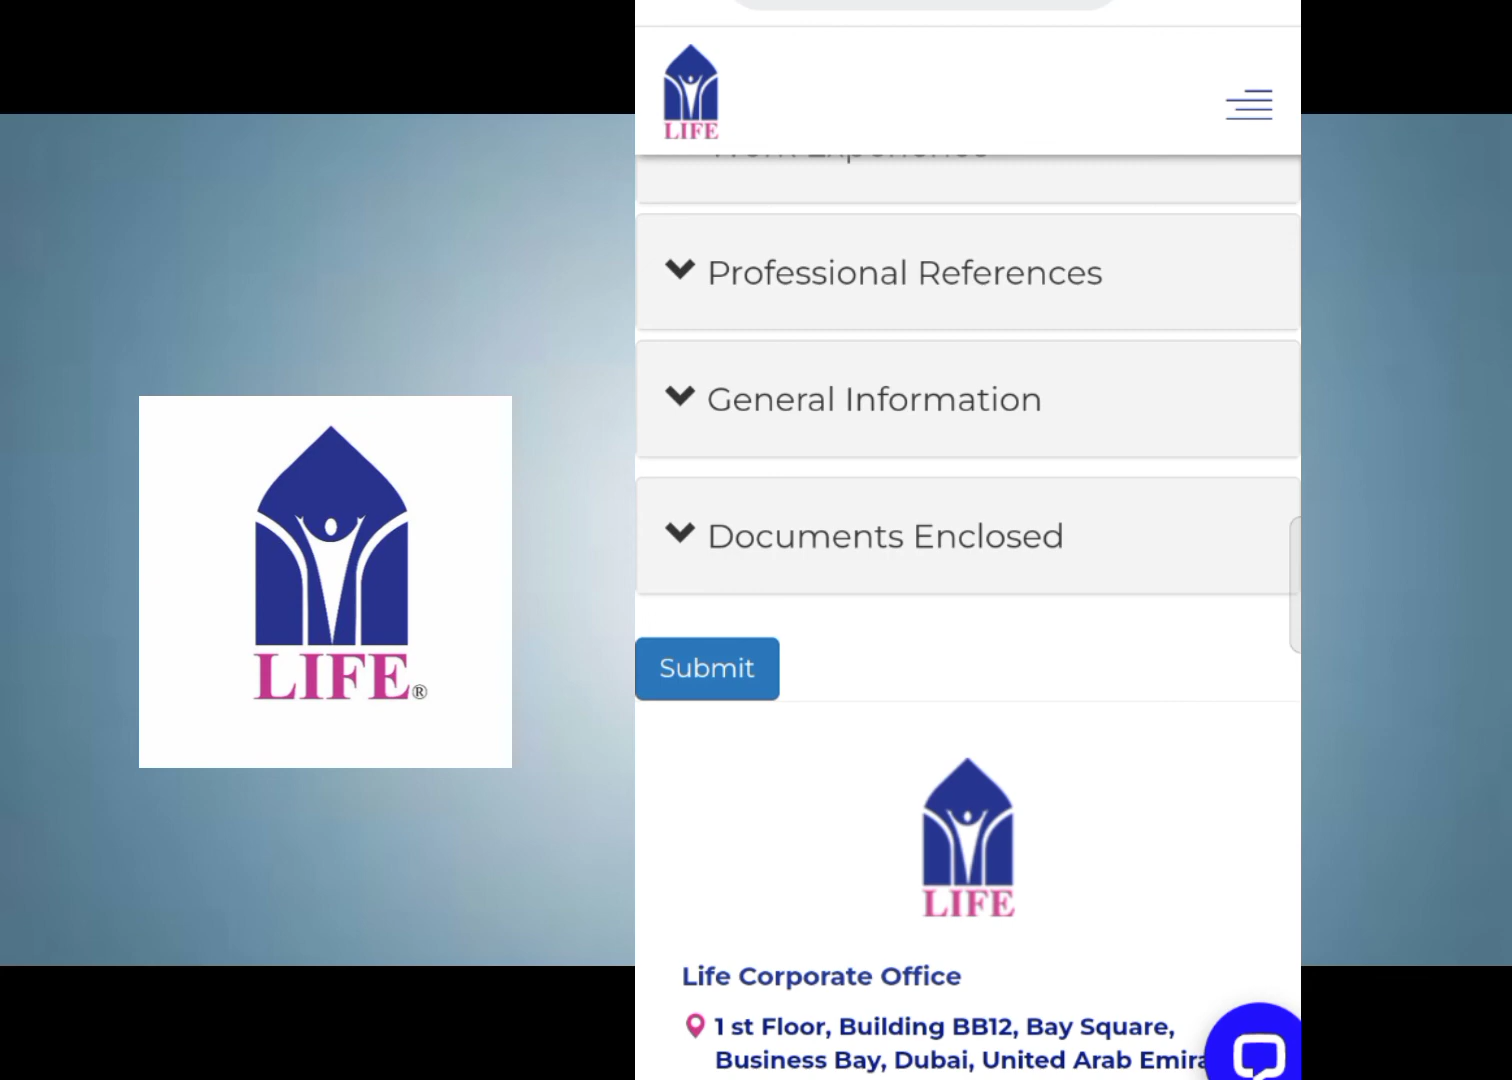 LIFE
Professional References
General Information
Documents Enclosed
Submit
LIFE®
LIFE
Life Corporate Office
1 st Floor, Building BB12, Bay Square,
Business Bay, Dubai, United Arab